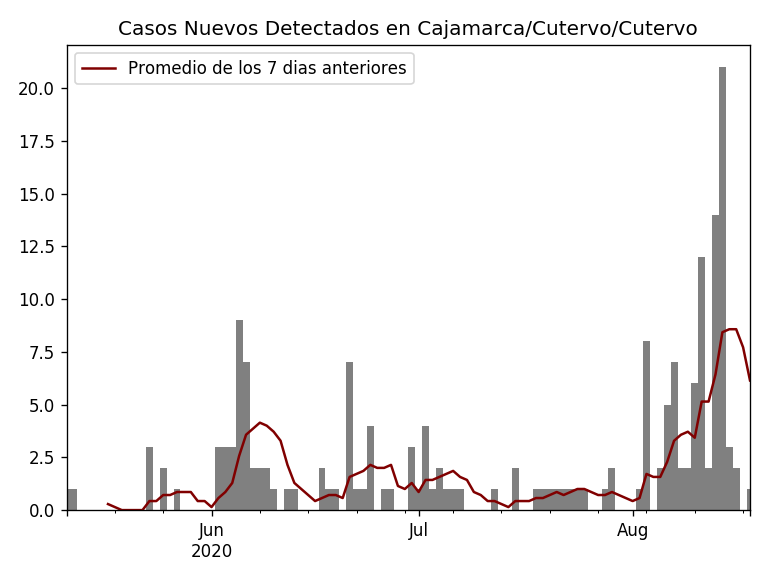 Casos Nuevos Detectados en Cajamarca/Cutervo/Cutervo
Promedio de los 7 dias anteriores
20.0
17.5
15.0
12.5
10.0
7.5
5.0
2.5
0.0
Jun
2020
Jul
Aug